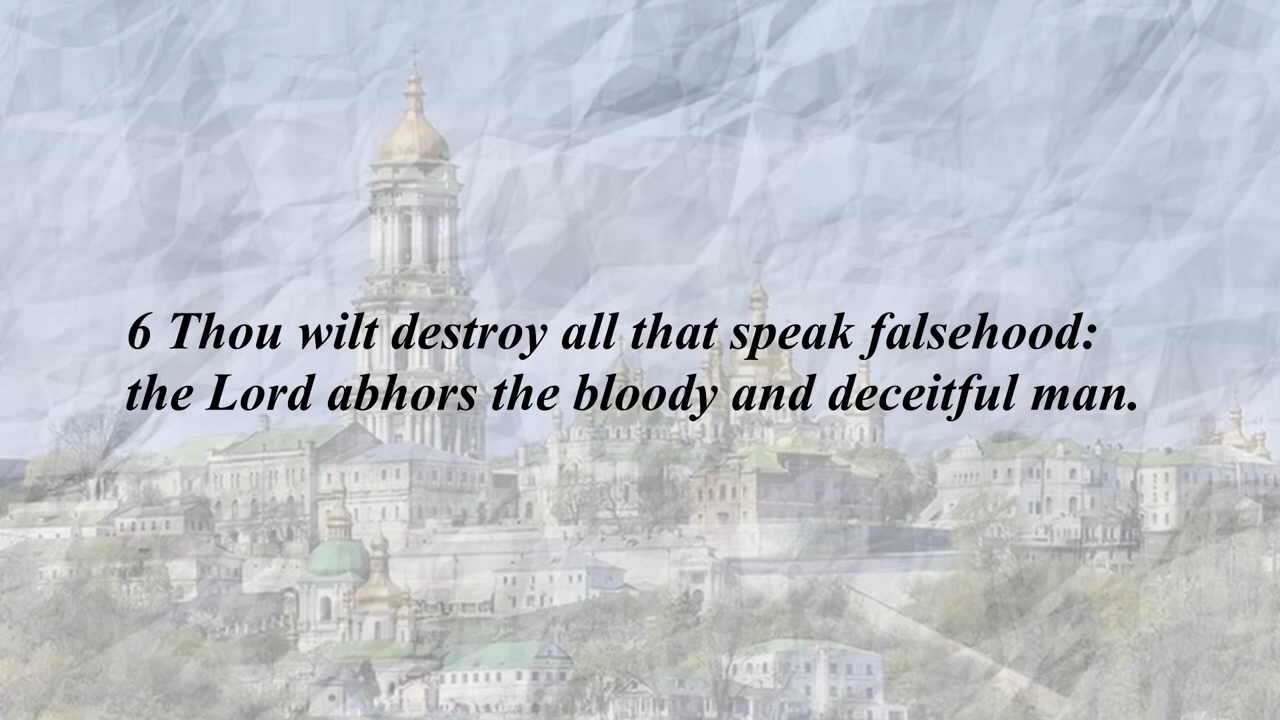 6 Thou wilt destroy all that speak falsehood:
the Lord abhors the bloody and deceitful man.